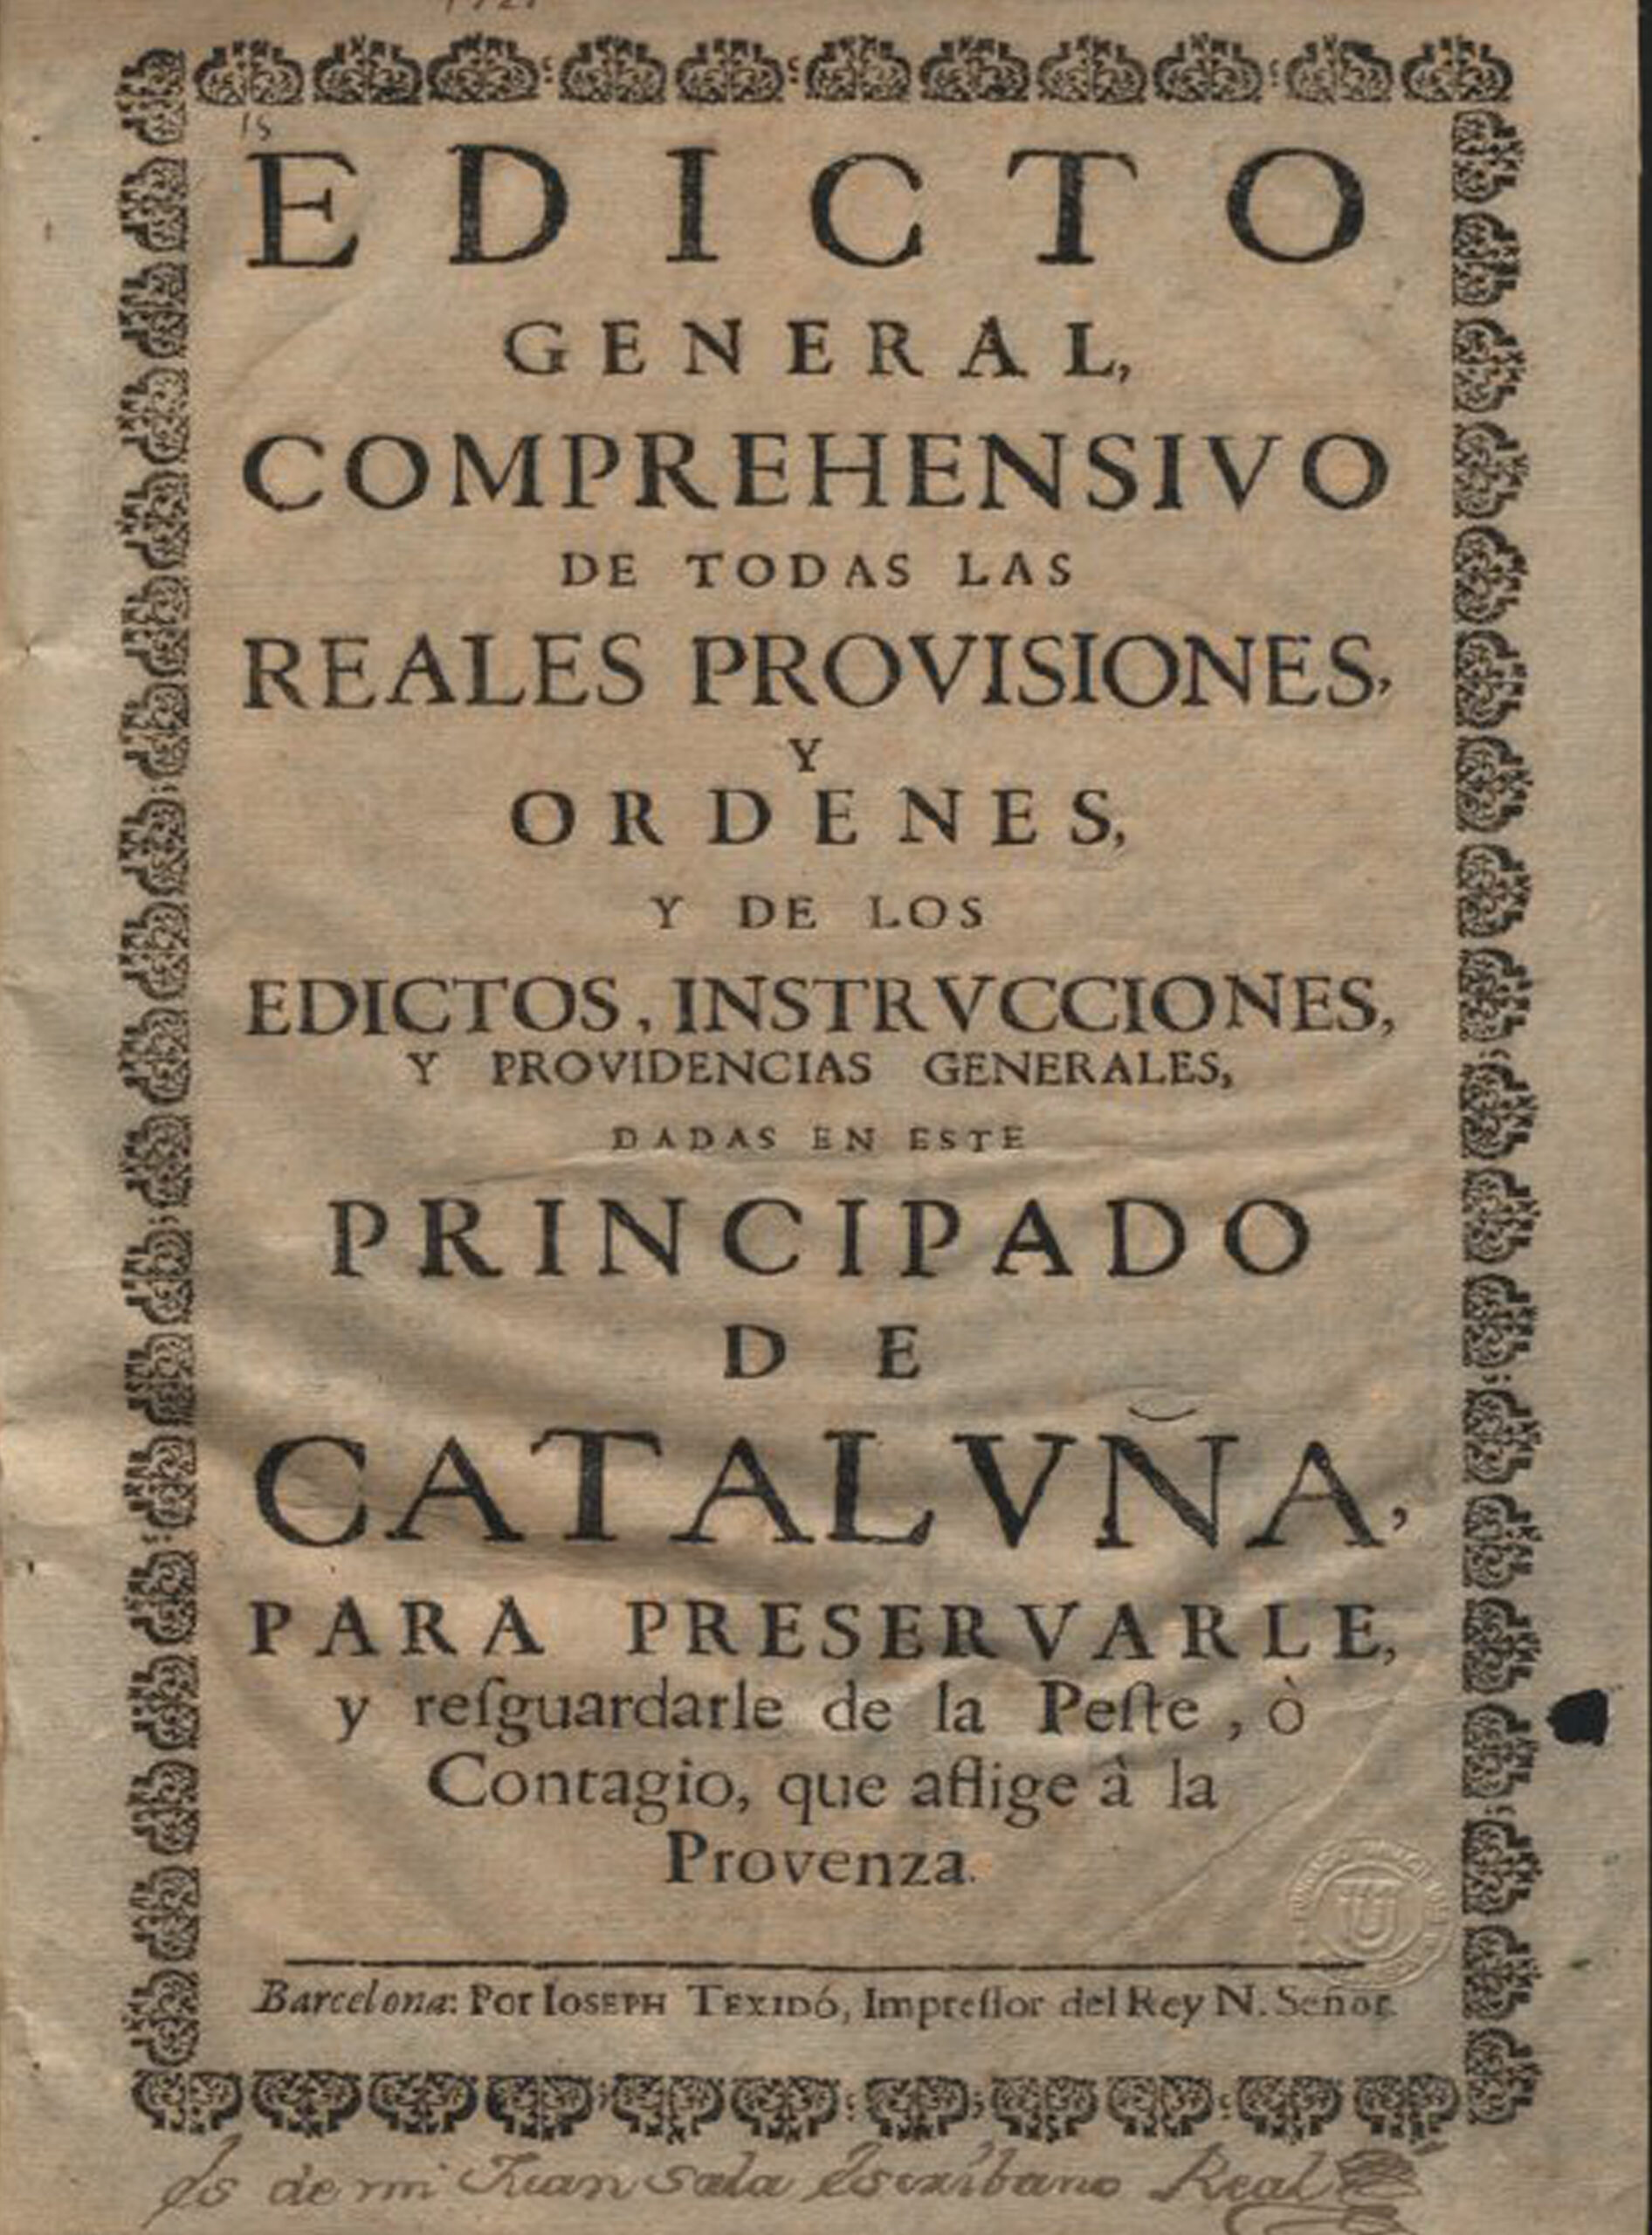 15
EDICTO
GENERAL,
COMPREHENSIVO
DE TODAS LAS
REALES PROVISIONES,
Y
ORDENES,
Y DE LOS
EDICTOS, INSTRVCCIONES,
Y PROVIDENCIAS GENERALES,
DADAS EN ESTE
PRINCIPADO
DE
CATALVÑA,
PARA PRESERVARLE,
y reſguardarle de la Peſte, ò
Contagio, que aflige â la
Provenza.
Barcelona: Por IOSEPH TEXIDÓ, Impreſſor del Rey N. Señor.
Es de mi Juan Sala Escribano Real